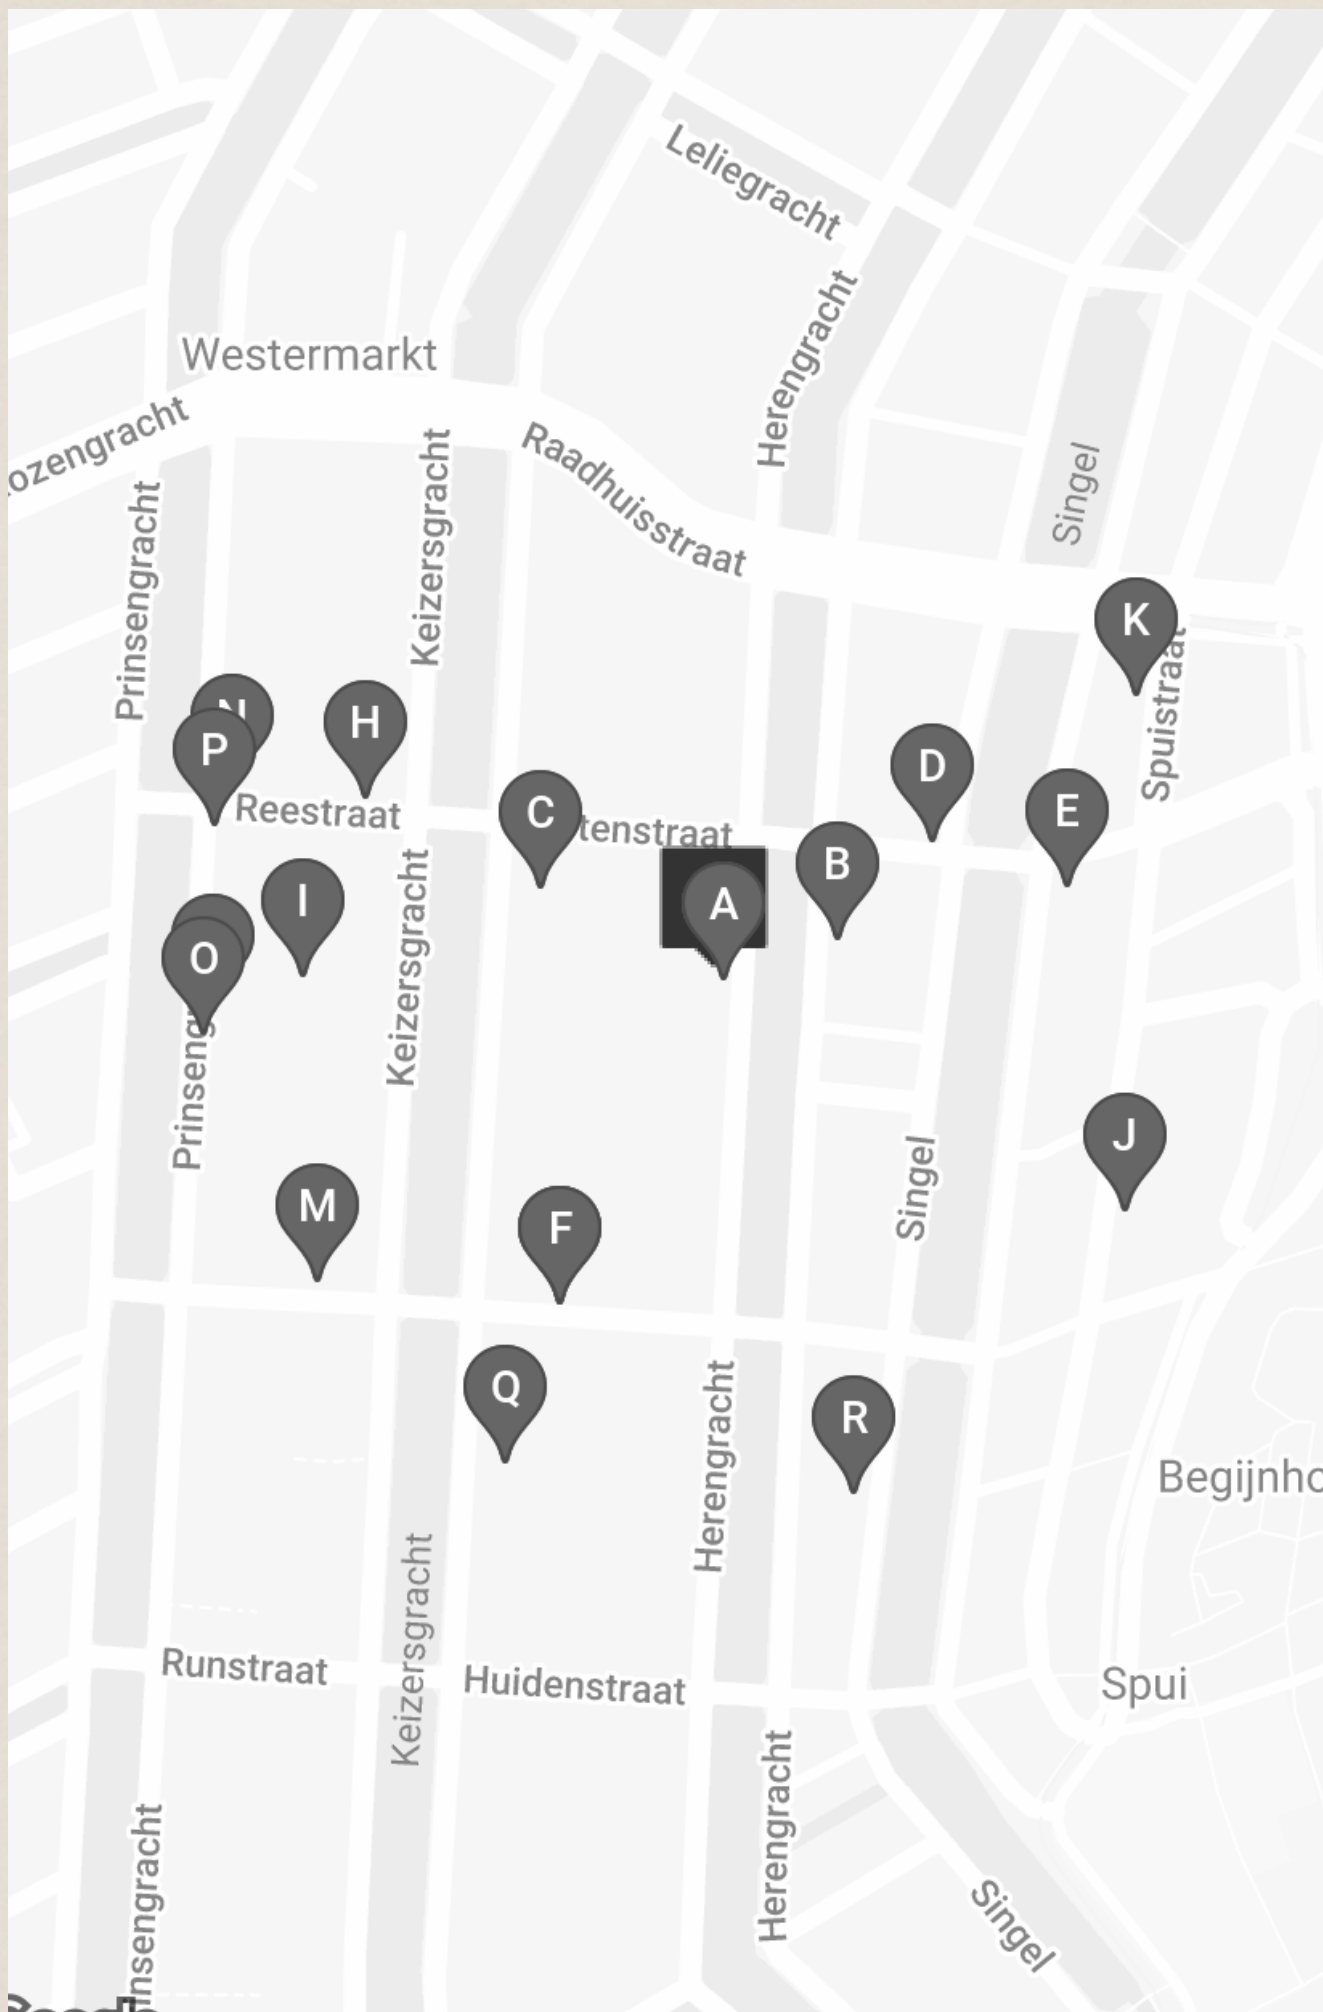 Leliegracht
Herengracht
Westermarkt
ozengracht
Raadhuisstraat
Keizersgracht
Singel
Prinsengracht
K
Spuistraat
N
H
P
D
Reestraat
C
tenstraat
E
B
A
I
O
Keizersgracht
Prinseng
J
Singel
M
F
Q
R
Herengracht
Begijnho
Keizersgracht
Runstraat
Huidenstraat
Spui
Herengracht
insengracht
Singel